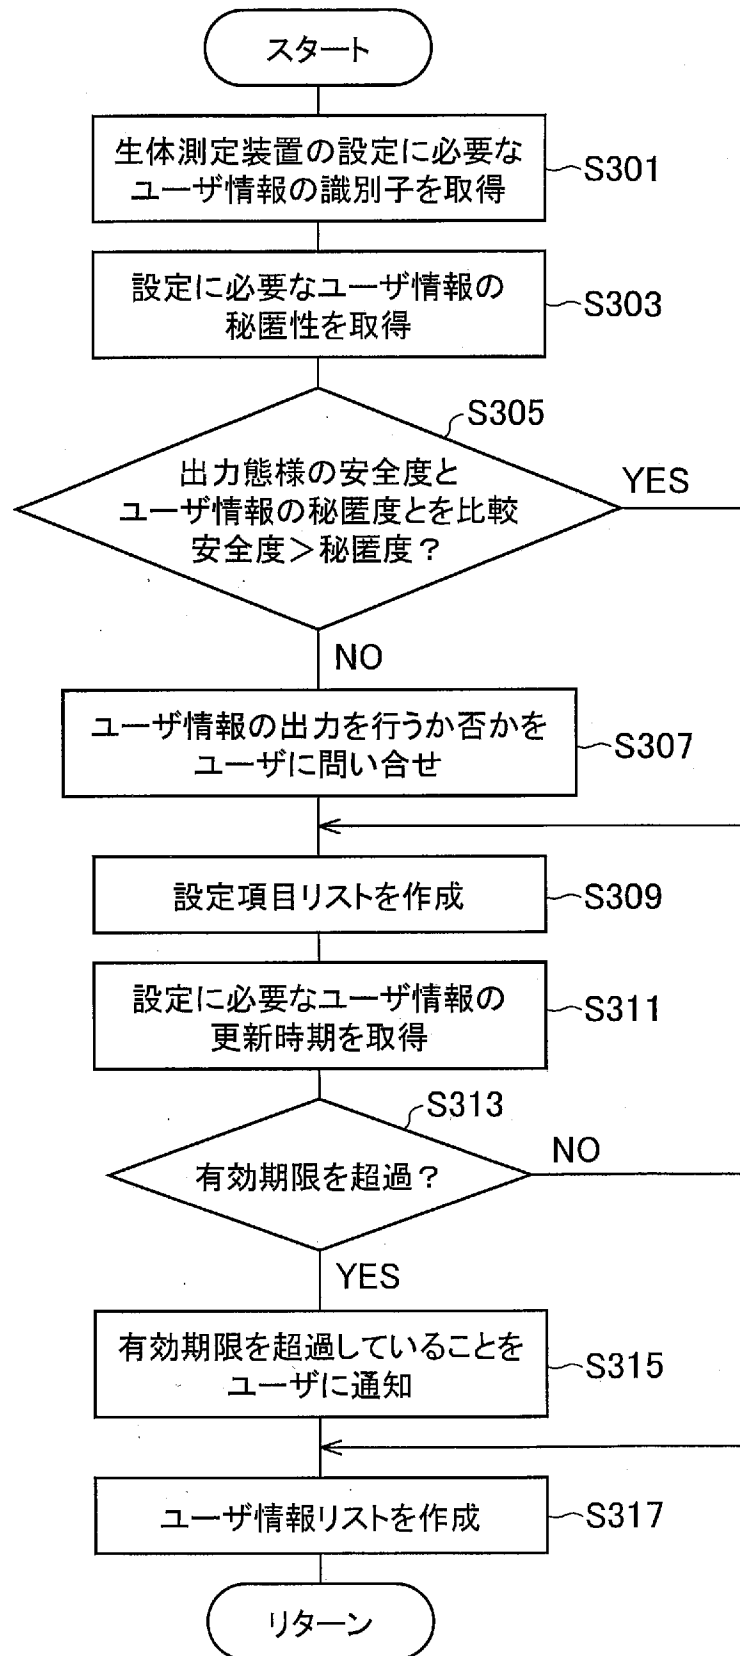 スタート
生体測定装置の設定に必要な
ユーザ情報の識別子を取得
S301
設定に必要なユーザ情報の
秘匿性を取得
S303
S305
出力態様の安全度と
ユーザ情報の秘匿度とを比較
安全度＞秘匿度？
YES
NO
ユーザ情報の出力を行うか否かを
ユーザに問い合せ
S307
設定項目リストを作成
S309
設定に必要なユーザ情報の
更新時期を取得
S311
S313
有効期限を超過？
NO
YES
有効期限を超過していることを
ユーザに通知
S315
ユーザ情報リストを作成
S317
リターン